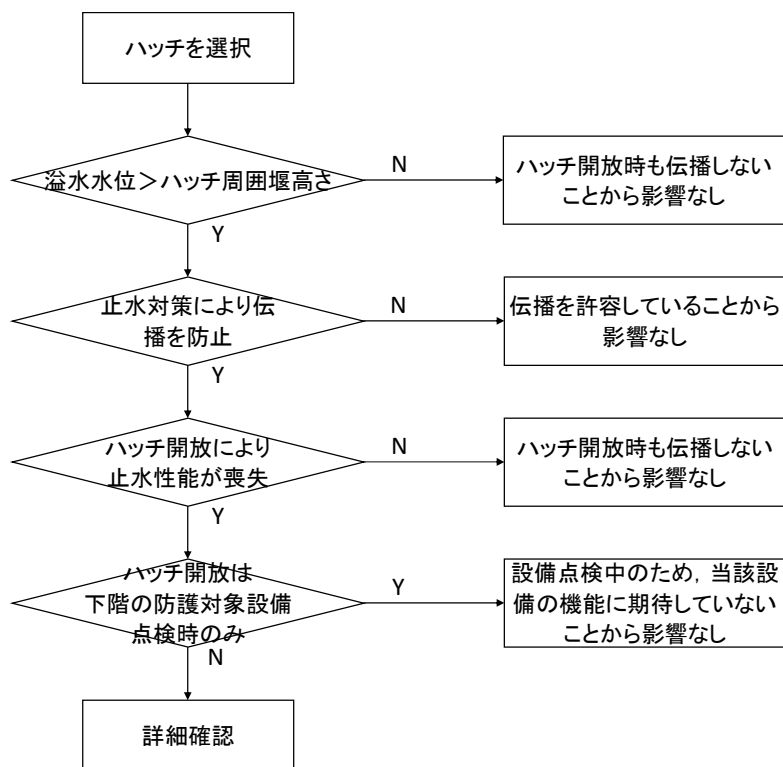 ハッチを選択
溢水水位＞ハッチ周囲堰高さ
N
ハッチ開放時も伝播しない
ことから影響なし
Y
止水対策により伝
播を防止
N
伝播を許容していることから
影響なし
Y
ハッチ開放により
止水性能が喪失
N
ハッチ開放時も伝播しない
ことから影響なし
Y
ハッチ開放は
下階の防護対象設備
点検時のみ
Y
設備点検中のため，当該設
備の機能に期待していない
ことから影響なし
N
詳細確認